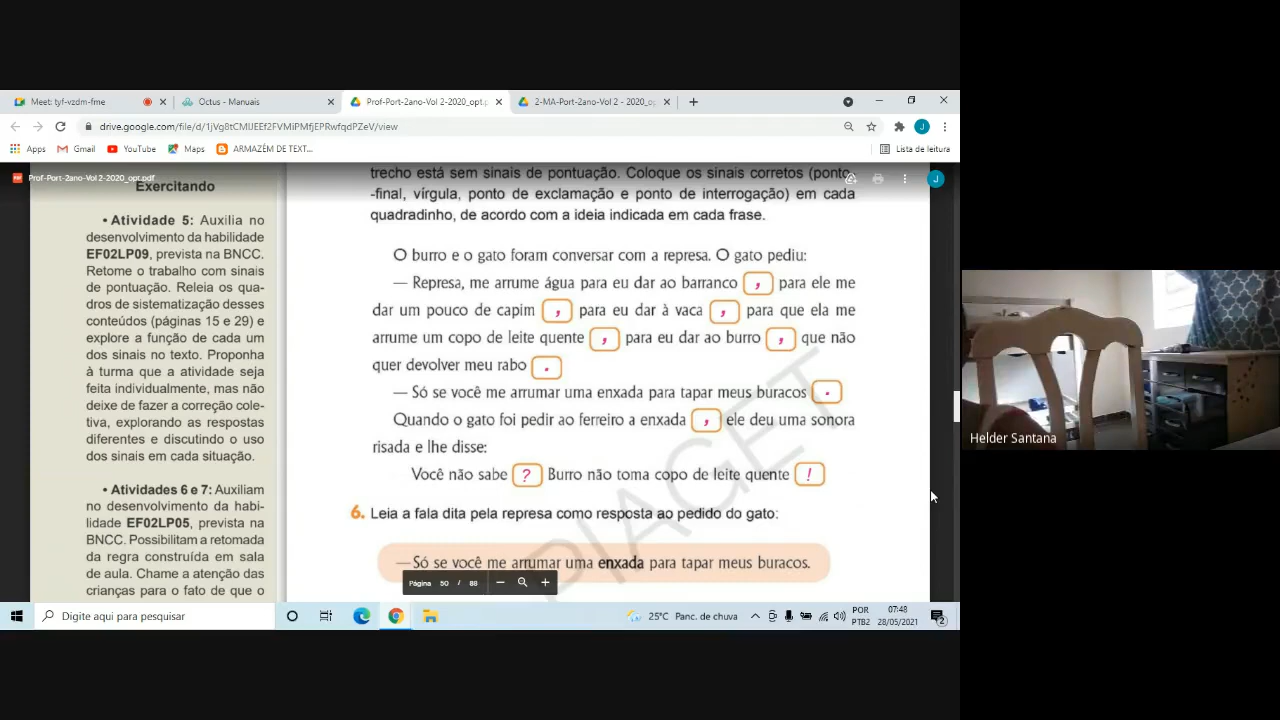 Meet: tyf-vzdm-fme
Octus - Manuais
Prof-Port-2ano-Vol 2-2020_opt.p
2-MA-Port-2ano-Vol 2 - 2020_op
drive.google.com/file/d/1jVg8tCMlJEEf2FVMiPMfjEPRwfqdPZeV/view
Apps
Gmail
YouTube
Maps
ARMAZÉM DE TEXT...
Lista de leitura
Prof-Port-2ano-Vol 2-2020_opt.pdf
Exercitando
• Atividade 5: Auxilia no
desenvolvimento da habilidade
EF02LP09, prevista na BNCC.
Retome o trabalho com sinais
de pontuação. Releia os qua-
dros de sistematização desses
conteúdos (páginas 15 e 29) e
explore a função de cada um
dos sinais no texto. Proponha
à turma que a atividade seja
feita individualmente, mas não
deixe de fazer a correção cole-
tiva, explorando as respostas
diferentes e discutindo o uso
dos sinais em cada situação.
• Atividades 6 e 7: Auxiliam
no desenvolvimento da habi-
lidade EF02LP05, prevista na
BNCC. Possibilitam a retomada
da regra construída em sala
de aula. Chame a atenção das
crianças para o fato de que o
trecho está sem sinais de pontuação. Coloque os sinais corretos (ponto-
-final, vírgula, ponto de exclamação e ponto de interrogação) em cada
quadradinho, de acordo com a ideia indicada em cada frase.
O burro e o gato foram conversar com a represa. O gato pediu:
— Represa, me arrume água para eu dar ao barranco , para ele me
dar um pouco de capim , para eu dar à vaca , para que ela me
arrume um copo de leite quente , para eu dar ao burro , que não
quer devolver meu rabo .
— Só se você me arrumar uma enxada para tapar meus buracos .
Quando o gato foi pedir ao ferreiro a enxada , ele deu uma sonora
risada e lhe disse:
Você não sabe ? Burro não toma copo de leite quente !
6. Leia a fala dita pela represa como resposta ao pedido do gato:
— Só se você me arrumar uma enxada para tapar meus buracos.
PIAGET
Página 50 / 88
J
J
Helder Santana
Digite aqui para pesquisar
25°C Panc. de chuva
POR
PTB2
07:48
28/05/2021
2